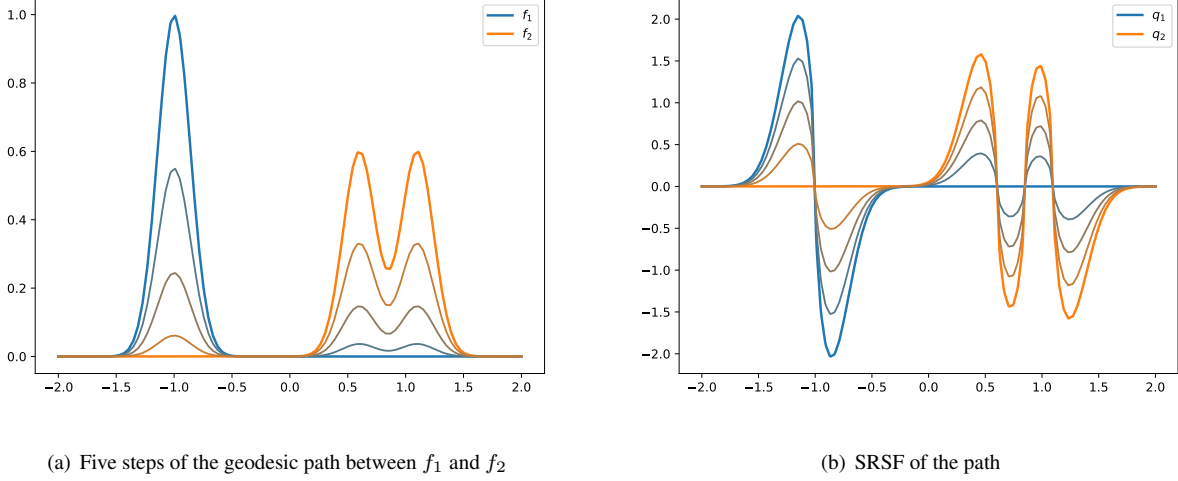 1.0
0.8
0.6
0.4
0.2
0.0
−2.0 −1.5 −1.0 −0.5 0.0 0.5 1.0 1.5 2.0
f1
f2
(a) Five steps of the geodesic path between f1 and f2
2.0
1.5
1.0
0.5
0.0
−0.5
−1.0
−1.5
−2.0
−2.0 −1.5 −1.0 −0.5 0.0 0.5 1.0 1.5 2.0
q1
q2
(b) SRSF of the path